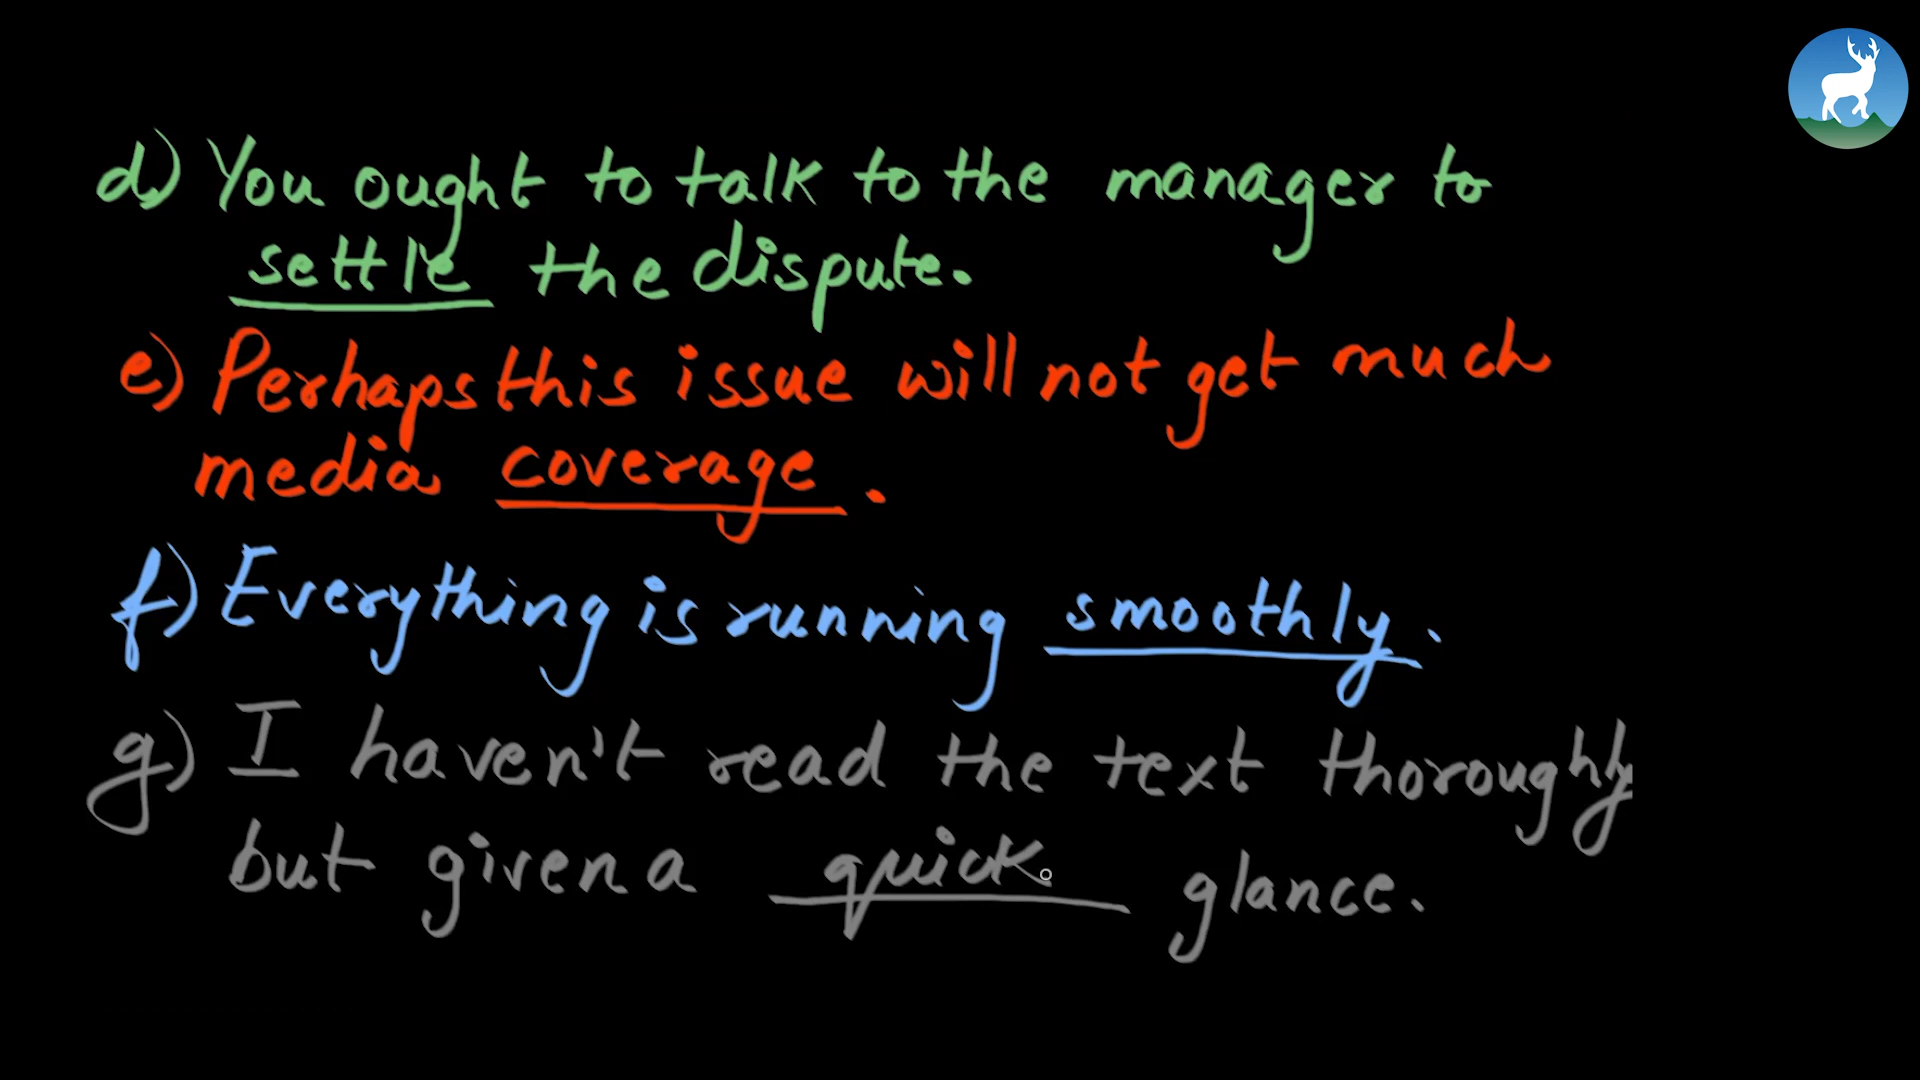 d) You ought to talk to the manager to
settle the dispute.
e) Perhaps this issue will not get much
media coverage.
f) Everything is running smoothly.
g) I haven't read the text thoroughly
but given a quick glance.